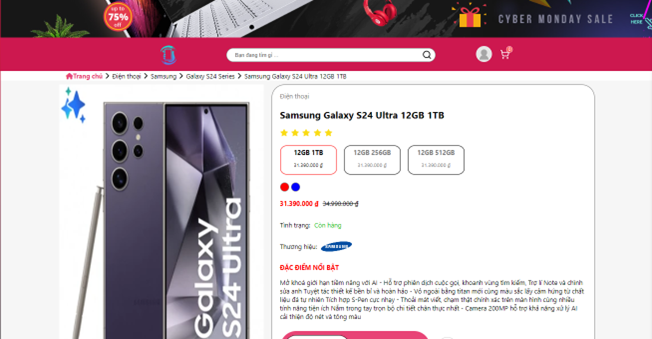 up to
75%
off
CYBER MONDAY SALE
CLICK
HERE
Bạn đang tìm gì ...
Trang chủ > Điện thoại > Samsung > Galaxy S24 Series > Samsung Galaxy S24 Ultra 12GB 1TB
Galaxy
S24 Ultra
Điện thoại
Samsung Galaxy S24 Ultra 12GB 1TB
12GB 1TB
31.390.000 ₫
12GB 256GB
31.390.000 ₫
12GB 512GB
31.390.000 ₫
31.390.000 ₫ 34.990.000 ₫
Tình trạng: Còn hàng
Thương hiệu: SAMSUNG
ĐẶC ĐIỂM NỔI BẬT
Mở khoá giới hạn tiềm năng với AI - Hỗ trợ phiên dịch cuộc gọi, khoanh vùng tìm kiếm, Trợ lí Note và chỉnh
sửa anh Tuyệt tác thiết kế bền bỉ và hoàn hảo - Vỏ ngoài bằng titan mới cùng màu sắc lấy cảm hứng từ chất
liệu đá tự nhiên Tích hợp S-Pen cực nhạy - Thoải mái viết, chạm thật chính xác trên màn hình cùng nhiều
tính năng tiện ích Nắm trong tay trọn bộ chi tiết chân thực nhất - Camera 200MP hỗ trợ khả năng xử lý AI
cải thiện độ nét và tông màu